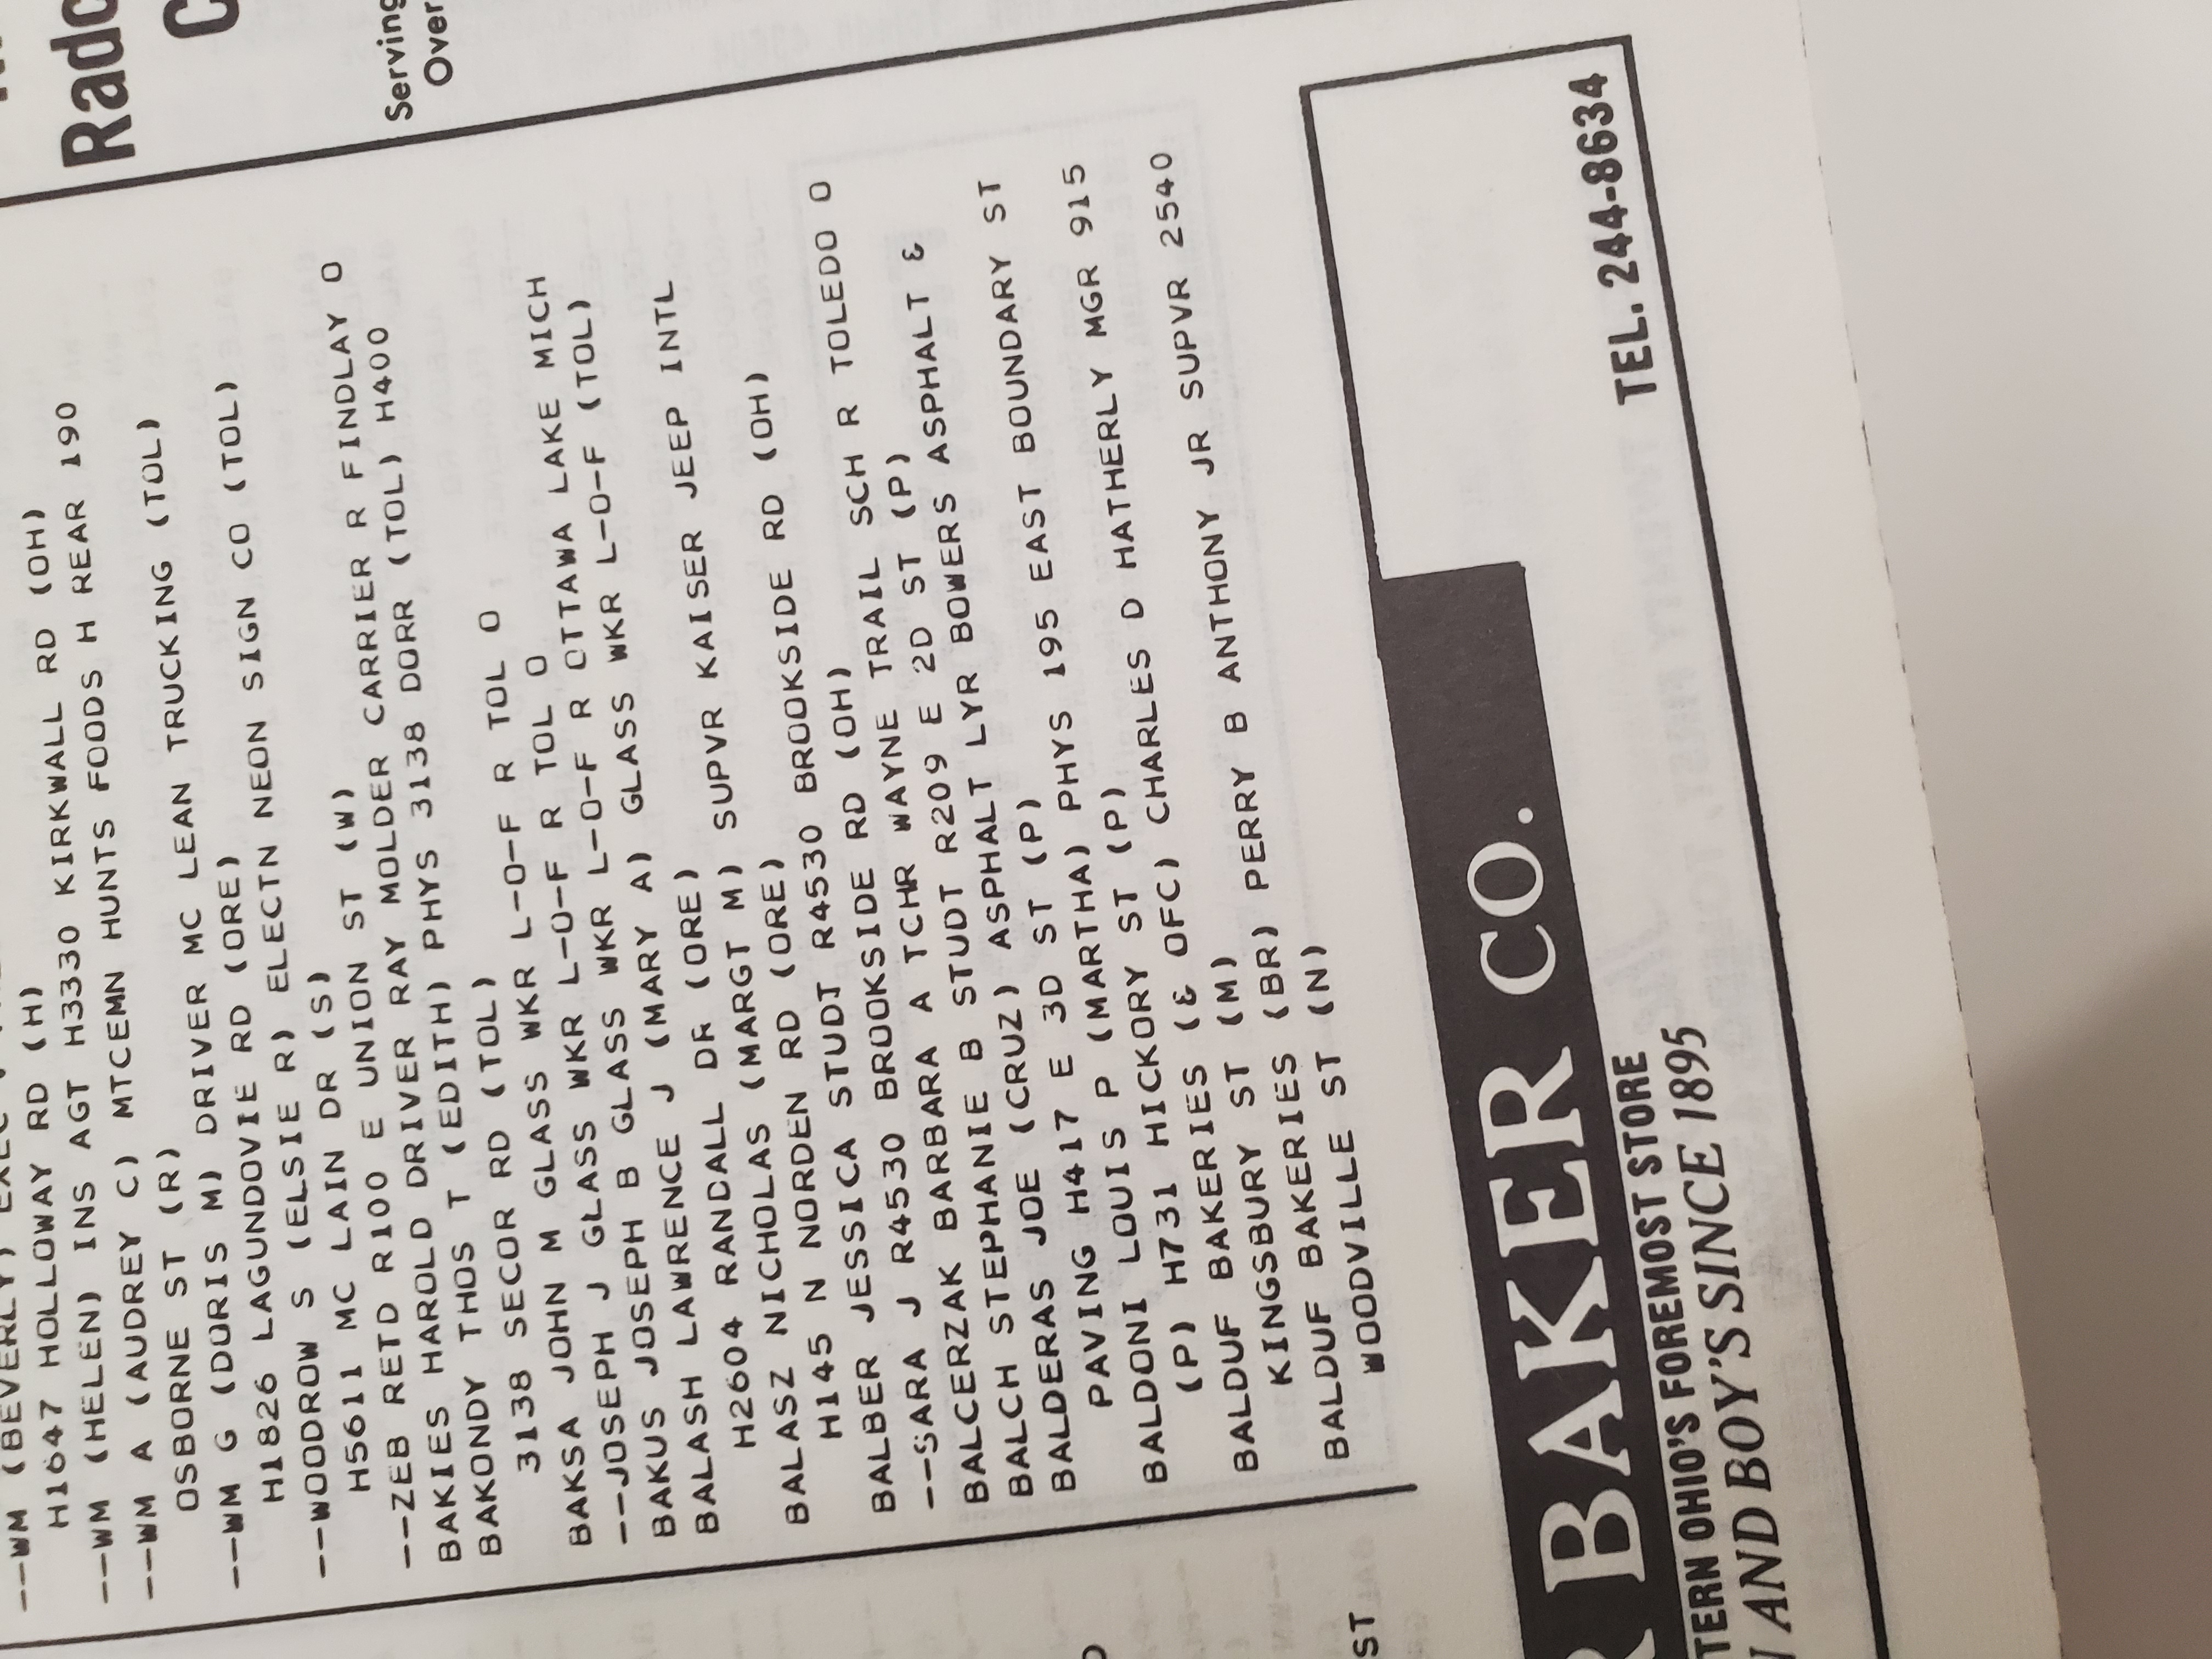 --WM (BEVERLY)
H1647 HOLLOWAY RD (H)
--WM (HELEN) INS AGT H3330 KIRKWALL RD (OH)
--WM A (AUDREY C) MTCEMN HUNTS FOODS H REAR 190
OSBORNE ST (R)
--WM G (DORIS M) DRIVER MC LEAN TRUCKING (TOL)
H1826 LAGUNDOVIE RD (ORE)
--WOODROW S (ELSIE R) ELECTN NEON SIGN CO (TOL)
H5611 MC LAIN DR (S)
--ZEB RETD R100 E UNION ST (W)
BAKIES HAROLD DRIVER RAY MOLDER CARRIER R FINDLAY O
BAKONDY THOS T (EDITH) PHYS 3138 DORR (TOL) H400
3138 SECOR RD (TOL)
BAKSA JOHN M GLASS WKR L-O-F R TOL O
--JOSEPH J GLASS WKR L-O-F R TOL O
BAKUS JOSEPH B GLASS WKR L-O-F R OTTAWA LAKE MICH
BALASH LAWRENCE J (MARY A) GLASS WKR L-O-F (TOL)
H2604 RANDALL DR (ORE)
BALASZ NICHOLAS (MARGT M) SUPVR KAISER JEEP INTL
H145 N NORDEN RD (ORE)
BALBER JESSICA STUDT R4530 BROOKSIDE RD (OH)
--SARA J R4530 BROOKSIDE RD (OH)
BALCERZAK BARBARA A TCHR WAYNE TRAIL SCH R TOLEDO O
BALCH STEPHANIE B STUDT R209 E 2D ST (P)
BALDERAS JOE (CRUZ) ASPHALT LYR BOWERS ASPHALT &
PAVING H417 E 3D ST (P)
BALDONI LOUIS P (MARTHA) PHYS 195 EAST BOUNDARY ST
(P) H731 HICKORY ST (P)
BALDUF BAKERIES (& OFC) CHARLES D HATHERLY MGR 915
KINGSBURY ST (M)
BALDUF BAKERIES (BR) PERRY B ANTHONY JR SUPVR 2540
WOODVILLE ST (N)
ST
Serving
Over
R BAKER CO.
TERN OHIO'S FOREMOST STORE TEL. 244-8634
AND BOY'S SINCE 1895